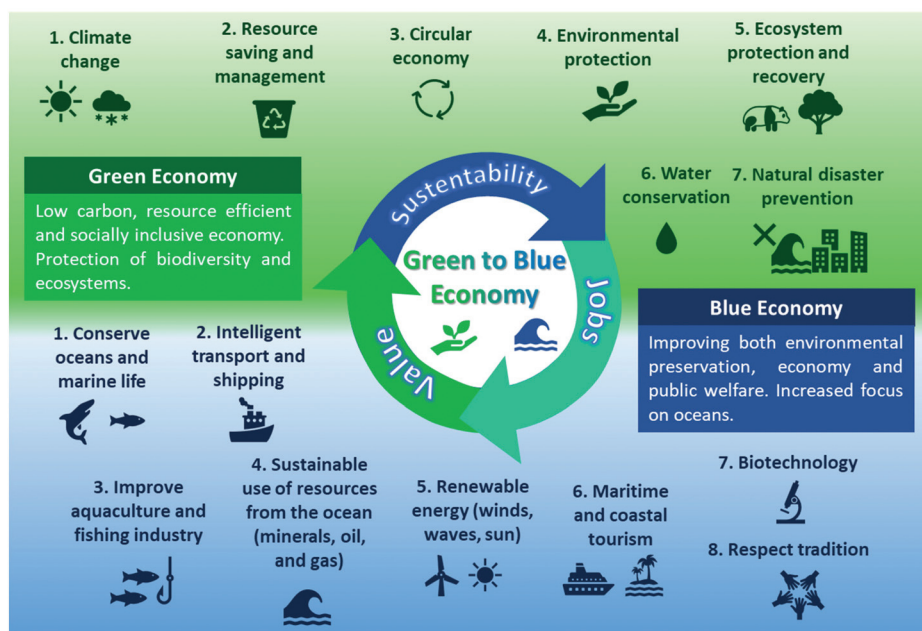 1. Climate
change
2. Resource
saving and
management
3. Circular
economy
4. Environmental
protection
5. Ecosystem
protection and
recovery
6. Water
conservation
7. Natural disaster
prevention
Green Economy
Low carbon, resource efficient
and socially inclusive economy.
Protection of biodiversity and
ecosystems.
Sustentability
Jobs
Value
Green to Blue
Economy
Blue Economy
Improving both environmental
preservation, economy and
public welfare. Increased focus
on oceans.
1. Conserve
oceans and
marine life
2. Intelligent
transport and
shipping
3. Improve
aquaculture and
fishing industry
4. Sustainable
use of resources
from the ocean
(minerals, oil,
and gas)
5. Renewable
energy (winds,
waves, sun)
6. Maritime
and coastal
tourism
7. Biotechnology
8. Respect tradition